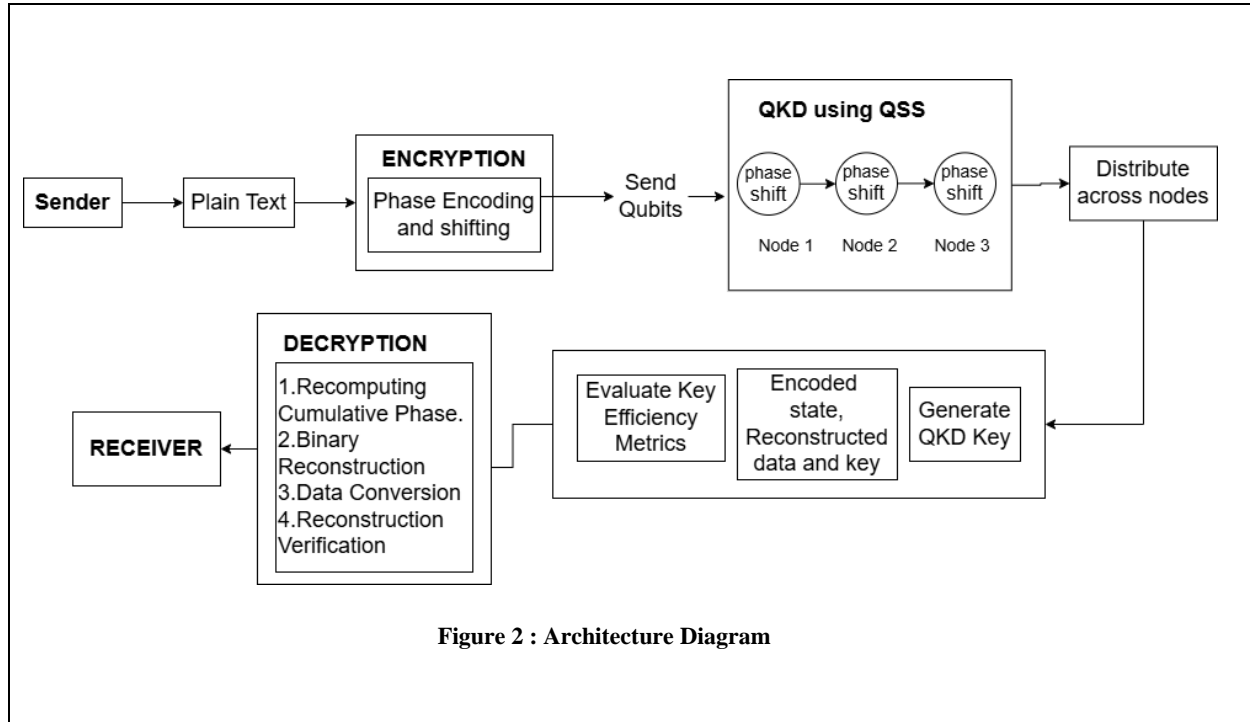 Sender
Plain Text
ENCRYPTION
Phase Encoding
and shifting
Send
Qubits
QKD using QSS
phase
shift
phase
shift
phase
shift
Node 1
Node 2
Node 3
Distribute
across nodes
Generate
QKD Key
Encoded
state,
Reconstructed
data and key
Evaluate Key
Efficiency
Metrics
DECRYPTION
1.Recomputing
Cumulative Phase.
2.Binary
Reconstruction
3.Data Conversion
4.Reconstruction
Verification
RECEIVER
Figure 2 : Architecture Diagram